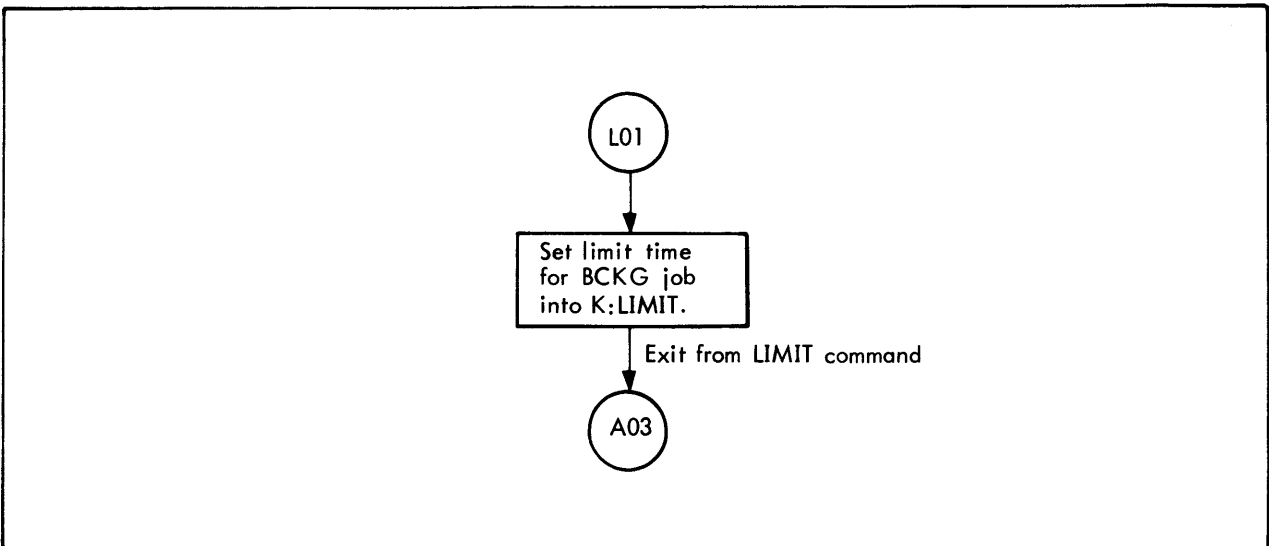 L01
Set limit time
for BCKG job
into K:LIMIT.
Exit from LIMIT command
A03